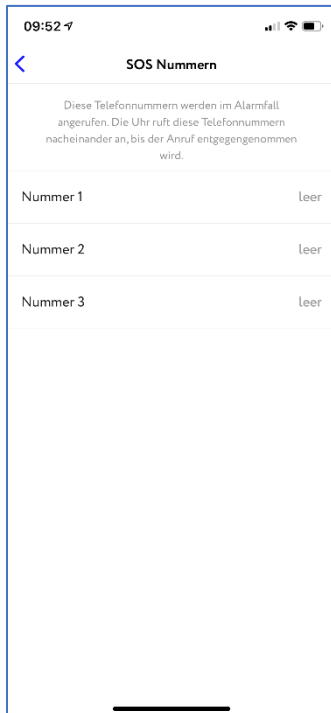 09:52
SOS Nummern
Diese Telefonnummern werden im Alarmfall
angerufen. Die Uhr ruft diese Telefonnummern
nacheinander an, bis der Anruf entgegengenommen
wird.
Nummer 1 leer
Nummer 2 leer
Nummer 3 leer